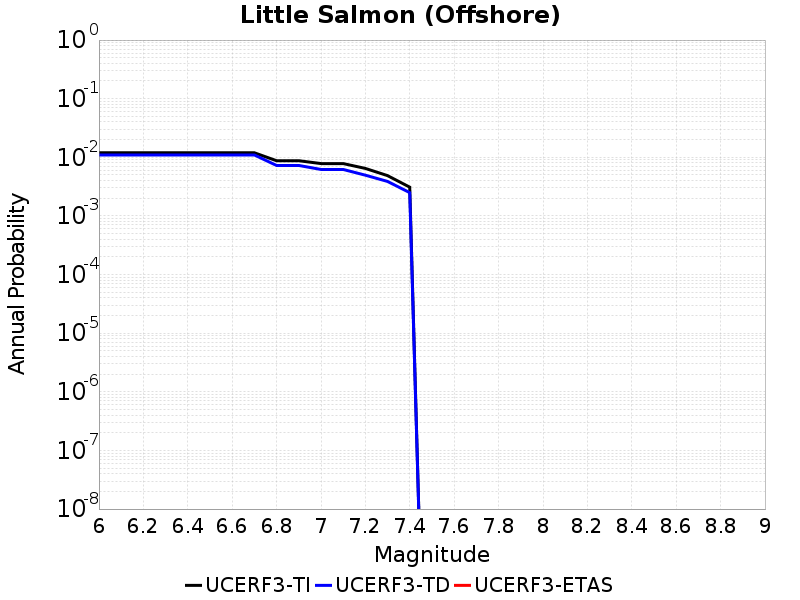 Little Salmon (Offshore)
10^0
10^-1
10^-2
10^-3
10^-4
10^-5
10^-6
10^-7
10^-8
Annual Probability
6 6.2 6.4 6.6 6.8 7 7.2 7.4 7.6 7.8 8 8.2 8.4 8.6 8.8 9
Magnitude
UCERF3-TI UCERF3-TD UCERF3-ETAS